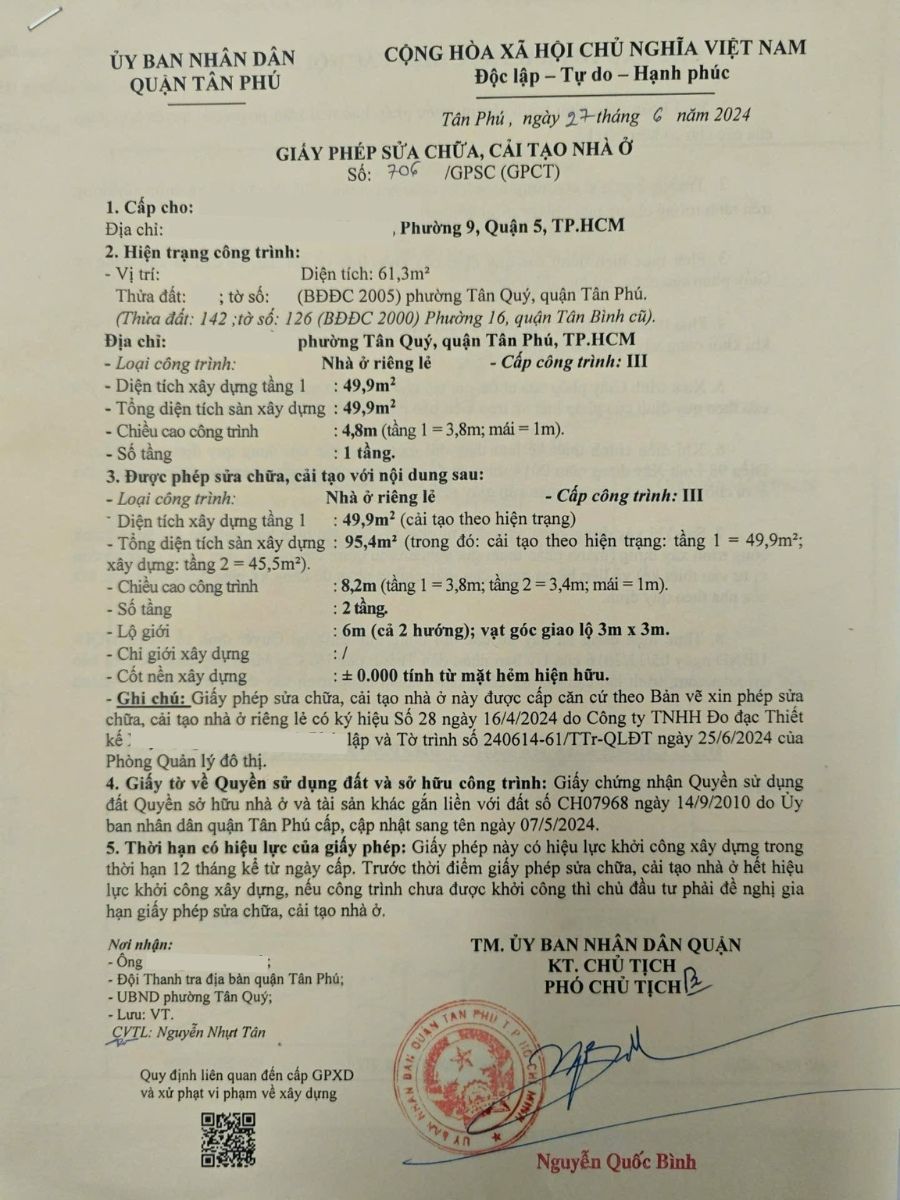 ỦY BAN NHÂN DÂN
QUẬN TÂN PHÚ
CỘNG HÒA XÃ HỘI CHỦ NGHĨA VIỆT NAM
Độc lập – Tự do – Hạnh phúc
Tân Phú , ngày 27 tháng 6 năm 2024
GIẤY PHÉP SỬA CHỮA, CẢI TẠO NHÀ Ở
Số: 706 /GPSC (GPCT)
1. Cấp cho:
Địa chỉ: , Phường 9, Quận 5, TP.HCM
2. Hiện trạng công trình:
- Vị trí: Diện tích: 61,3m²
Thửa đất: ; tờ số: (BĐĐC 2005) phường Tân Quý, quận Tân Phú.
(Thửa đất: 142 ;tờ số: 126 (BĐĐC 2000) Phường 16, quận Tân Bình cũ).
Địa chỉ: phường Tân Quý, quận Tân Phú, TP.HCM
- Loại công trình: Nhà ở riêng lẻ - Cấp công trình: III
- Diện tích xây dựng tầng 1 : 49,9m²
- Tổng diện tích sàn xây dựng : 49,9m²
- Chiều cao công trình : 4,8m (tầng 1 = 3,8m; mái = 1m).
- Số tầng : 1 tầng.
3. Được phép sửa chữa, cải tạo với nội dung sau:
- Loại công trình: Nhà ở riêng lẻ - Cấp công trình: III
- Diện tích xây dựng tầng 1 : 49,9m² (cải tạo theo hiện trạng)
- Tổng diện tích sàn xây dựng : 95,4m² (trong đó: cải tạo theo hiện trạng: tầng 1 = 49,9m²;
xây dựng: tầng 2 = 45,5m²).
- Chiều cao công trình : 8,2m (tầng 1 = 3,8m; tầng 2 = 3,4m; mái = 1m).
- Số tầng : 2 tầng.
- Lộ giới : 6m (cả 2 hướng); vạt góc giao lộ 3m x 3m.
- Chỉ giới xây dựng : /
- Cốt nền xây dựng : ± 0.000 tính từ mặt hẻm hiện hữu.
- Ghi chú: Giấy phép sửa chữa, cải tạo nhà ở này được cấp căn cứ theo Bản vẽ xin phép sửa
chữa, cải tạo nhà ở riêng lẻ có ký hiệu Số 28 ngày 16/4/2024 do Công ty TNHH Đo đạc Thiết
kế lập và Tờ trình số 240614-61/TTr-QLĐT ngày 25/6/2024 của
Phòng Quản lý đô thị.
4. Giấy tờ về Quyền sử dụng đất và sở hữu công trình: Giấy chứng nhận Quyền sử dụng
đất Quyền sở hữu nhà ở và tài sản khác gắn liền với đất số CH07968 ngày 14/9/2010 do Ủy
ban nhân dân quận Tân Phú cấp, cập nhật sang tên ngày 07/5/2024.
5. Thời hạn có hiệu lực của giấy phép: Giấy phép này có hiệu lực khởi công xây dựng trong
thời hạn 12 tháng kể từ ngày cấp. Trước thời điểm giấy phép sửa chữa, cải tạo nhà ở hết hiệu
lực khởi công xây dựng, nếu công trình chưa được khởi công thì chủ đầu tư phải đề nghị gia
hạn giấy phép sửa chữa, cải tạo nhà ở.
Nơi nhận:
- Ông ;
- Đội Thanh tra địa bàn quận Tân Phú;
- UBND phường Tân Quý;
- Lưu: VT.
CVTL: Nguyễn Nhựt Tân
TM. ỦY BAN NHÂN DÂN QUẬN
KT. CHỦ TỊCH
PHÓ CHỦ TỊCH
ỦY BAN NHÂN DÂN QUẬN TÂN PHÚ T.P HỒ CHÍ MINH
Quy định liên quan đến cấp GPXD
và xử phạt vi phạm về xây dựng
Nguyễn Quốc Bình